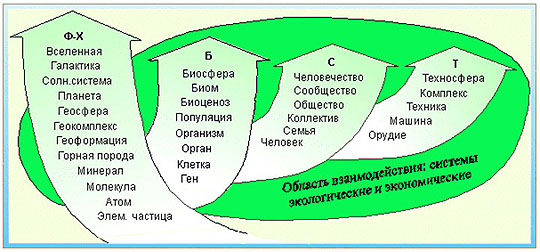 Ф-Х
Вселенная
Галактика
Солн.система
Планета
Геосфера
Геокомплекс
Геоформация
Горная порода
Минерал
Молекула
Атом
Элем. частица
Б
Биосфера
Биом
Биоценоз
Популяция
Организм
Орган
Клетка
Ген
С
Человечество
Сообщество
Общество
Коллектив
Семья
Человек
Т
Техносфера
Комплекс
Техника
Машина
Орудие
Область взаимодействия: системы
экологические и экономические